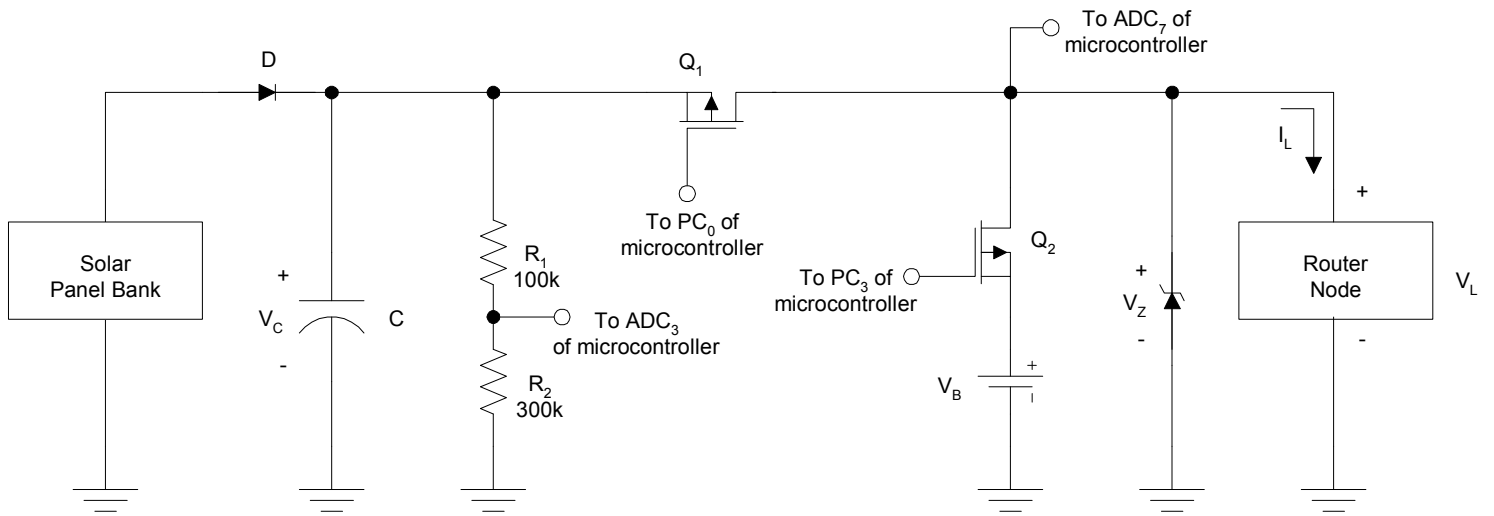 To ADC7 of
microcontroller
D
Q1
IL
+
To PC0 of
microcontroller
Solar
Panel Bank
R1
100k
Q2
Router
Node
To PC3 of
microcontroller
+
VC
-
C
To ADC3
of microcontroller
+
VZ
-
VL
-
R2
300k
VB
+
-